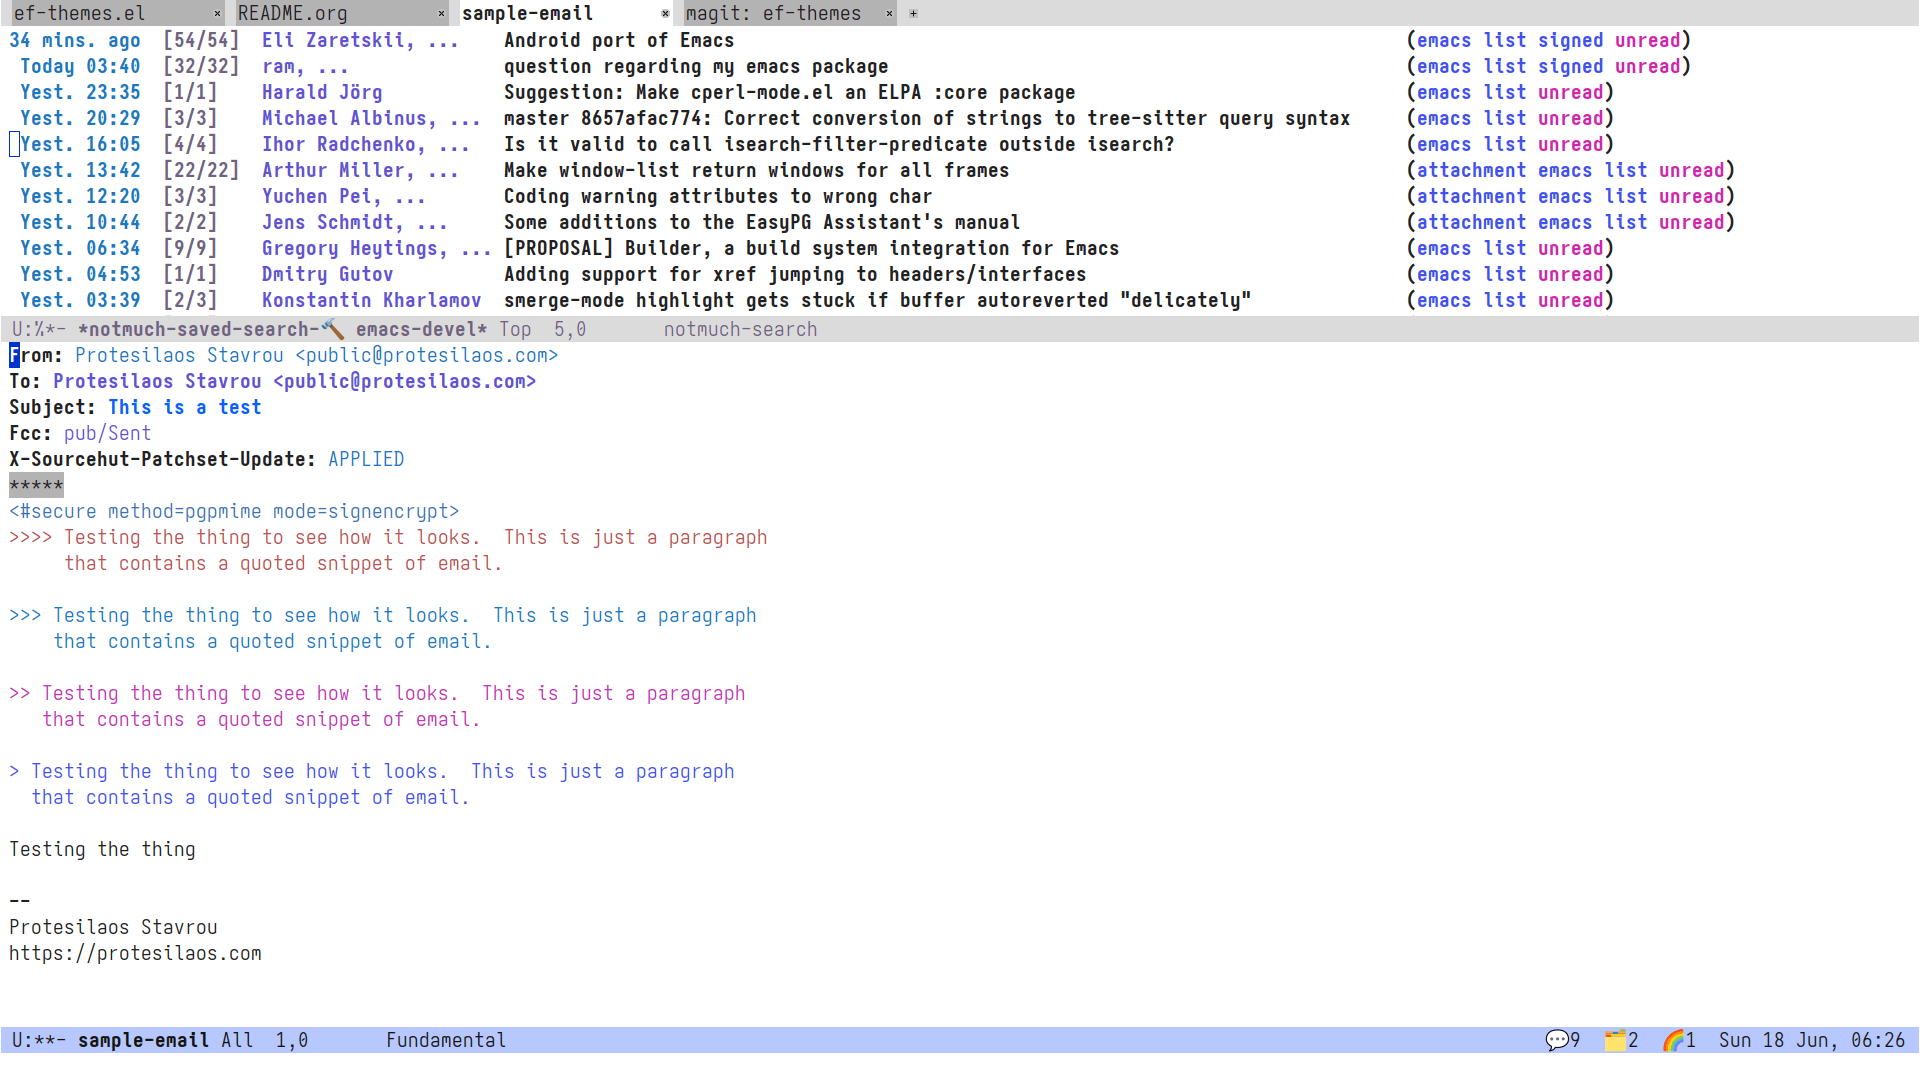 ef-themes.el × README.org × sample-email × magit: ef-themes × +
34 mins. ago [54/54] Eli Zaretskii, ... Android port of Emacs (emacs list signed unread)
Today 03:40 [32/32] ram, ... question regarding my emacs package (emacs list signed unread)
Yest. 23:35 [1/1] Harald Jörg Suggestion: Make cperl-mode.el an ELPA :core package (emacs list unread)
Yest. 20:29 [3/3] Michael Albinus, ... master 8657afac774: Correct conversion of strings to tree-sitter query syntax (emacs list unread)
Yest. 16:05 [4/4] Ihor Radchenko, ... Is it valid to call isearch-filter-predicate outside isearch? (emacs list unread)
Yest. 13:42 [22/22] Arthur Miller, ... Make window-list return windows for all frames (attachment emacs list unread)
Yest. 12:20 [3/3] Yuchen Pei, ... Coding warning attributes to wrong char (attachment emacs list unread)
Yest. 10:44 [2/2] Jens Schmidt, ... Some additions to the EasyPG Assistant's manual (attachment emacs list unread)
Yest. 06:34 [9/9] Gregory Heytings, ... [PROPOSAL] Builder, a build system integration for Emacs (emacs list unread)
Yest. 04:53 [1/1] Dmitry Gutov Adding support for xref jumping to headers/interfaces (emacs list unread)
Yest. 03:39 [2/3] Konstantin Kharlamov smerge-mode highlight gets stuck if buffer autoreverted "delicately" (emacs list unread)
U:%*- *notmuch-saved-search-🔨 emacs-devel* Top 5,0 notmuch-search
From: Protesilaos Stavrou <public@protesilaos.com>
To: Protesilaos Stavrou <public@protesilaos.com>
Subject: This is a test
Fcc: pub/Sent
X-Sourcehut-Patchset-Update: APPLIED
*****
<#secure method=pgpmime mode=signencrypt>
>>>> Testing the thing to see how it looks. This is just a paragraph
that contains a quoted snippet of email.
>>> Testing the thing to see how it looks. This is just a paragraph
that contains a quoted snippet of email.
>> Testing the thing to see how it looks. This is just a paragraph
that contains a quoted snippet of email.
> Testing the thing to see how it looks. This is just a paragraph
that contains a quoted snippet of email.
Testing the thing
--
Protesilaos Stavrou
https://protesilaos.com
U:**- sample-email All 1,0 Fundamental 💬9 🗂️2 🌈1 Sun 18 Jun, 06:26